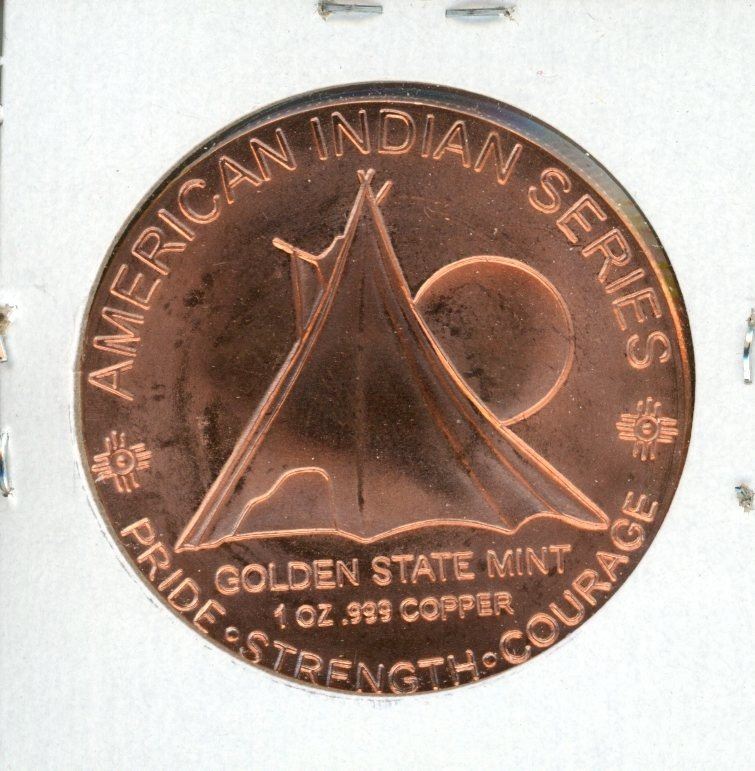 AMERICAN INDIAN SERIES
GOLDEN STATE MINT
1 OZ .999 COPPER
PRIDE • STRENGTH • COURAGE